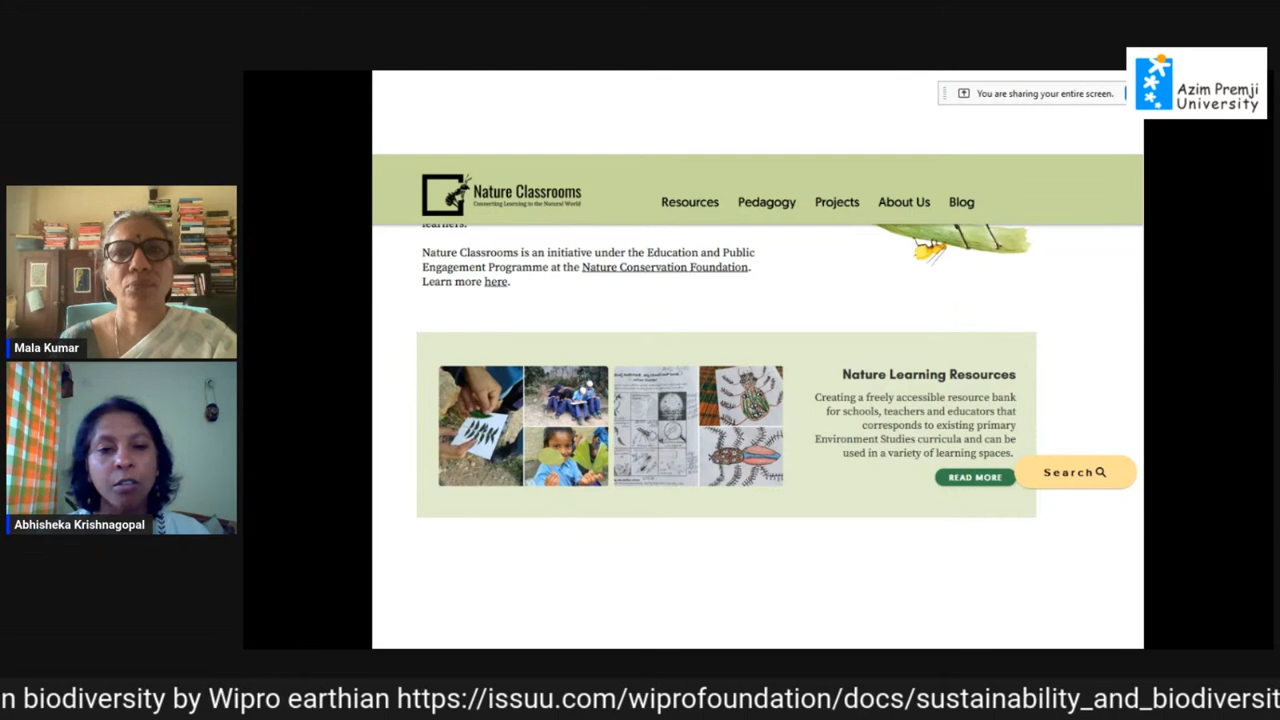 You are sharing your entire screen.
Azim Premji
University
Nature Classrooms
Connecting Learning to the Natural World
Resources Pedagogy Projects About Us Blog
learners.
Nature Classrooms is an initiative under the Education and Public
Engagement Programme at the Nature Conservation Foundation.
Learn more here.
Mala Kumar
Nature Learning Resources
Creating a freely accessible resource bank
for schools, teachers and educators that
corresponds to existing primary
Environment Studies curricula and can be
used in a variety of learning spaces.
READ MORE
Search
Abhisheka Krishnagopal
n biodiversity by Wipro earthian https://issuu.com/wiprofoundation/docs/sustainability_and_biodiversit